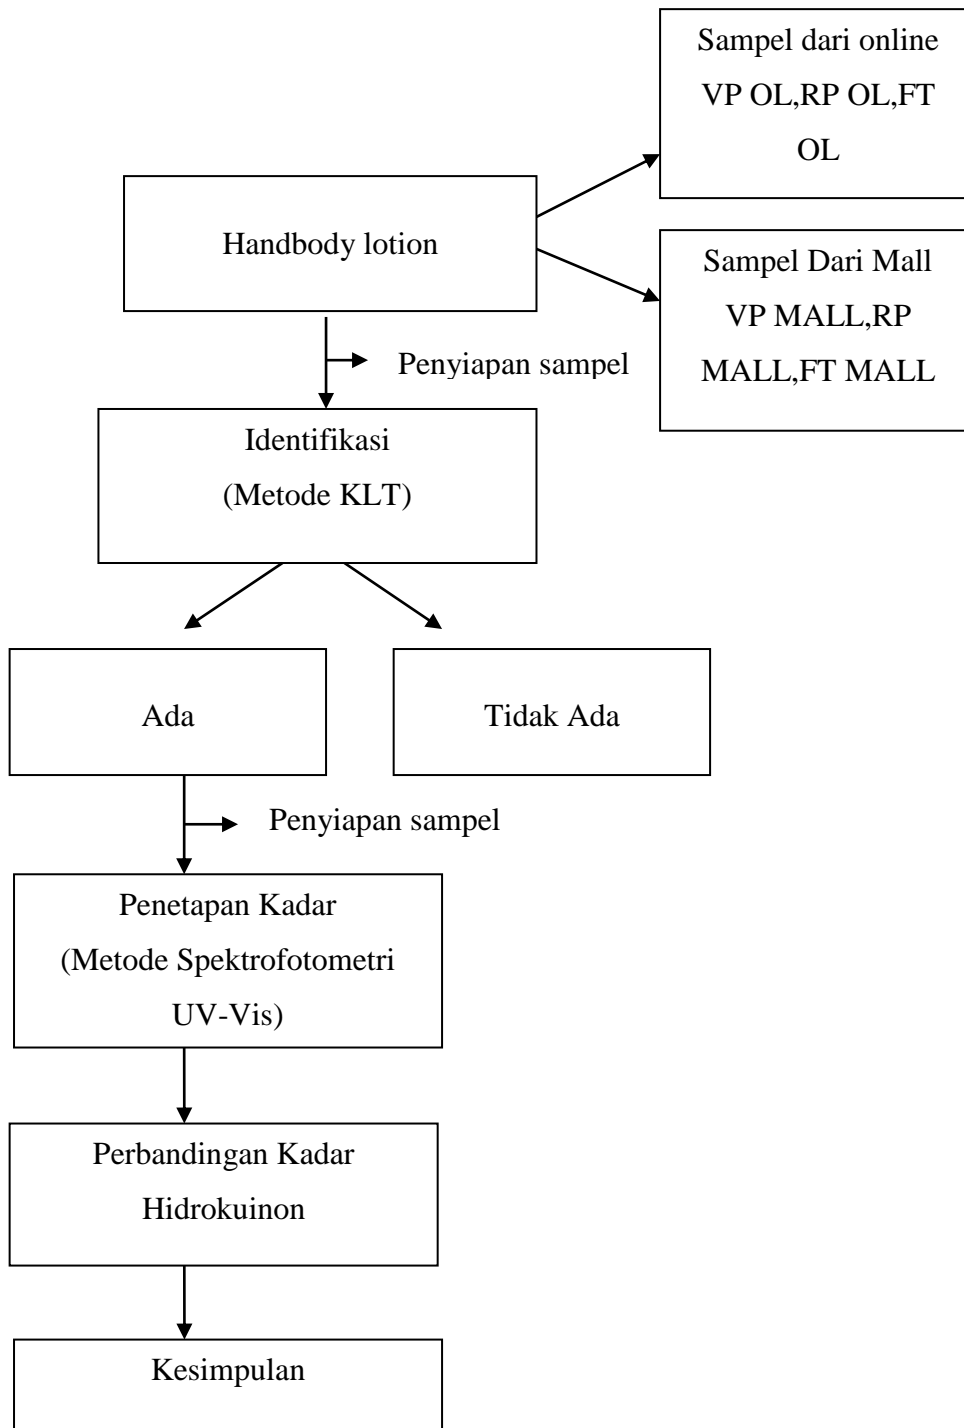 Sampel dari online
VP OL,RP OL,FT
OL
Handbody lotion
Sampel Dari Mall
VP MALL,RP
MALL,FT MALL
Penyiapan sampel
Identifikasi
(Metode KLT)
Ada
Tidak Ada
Penyiapan sampel
Penetapan Kadar
(Metode Spektrofotometri
UV-Vis)
Perbandingan Kadar
Hidrokuinon
Kesimpulan